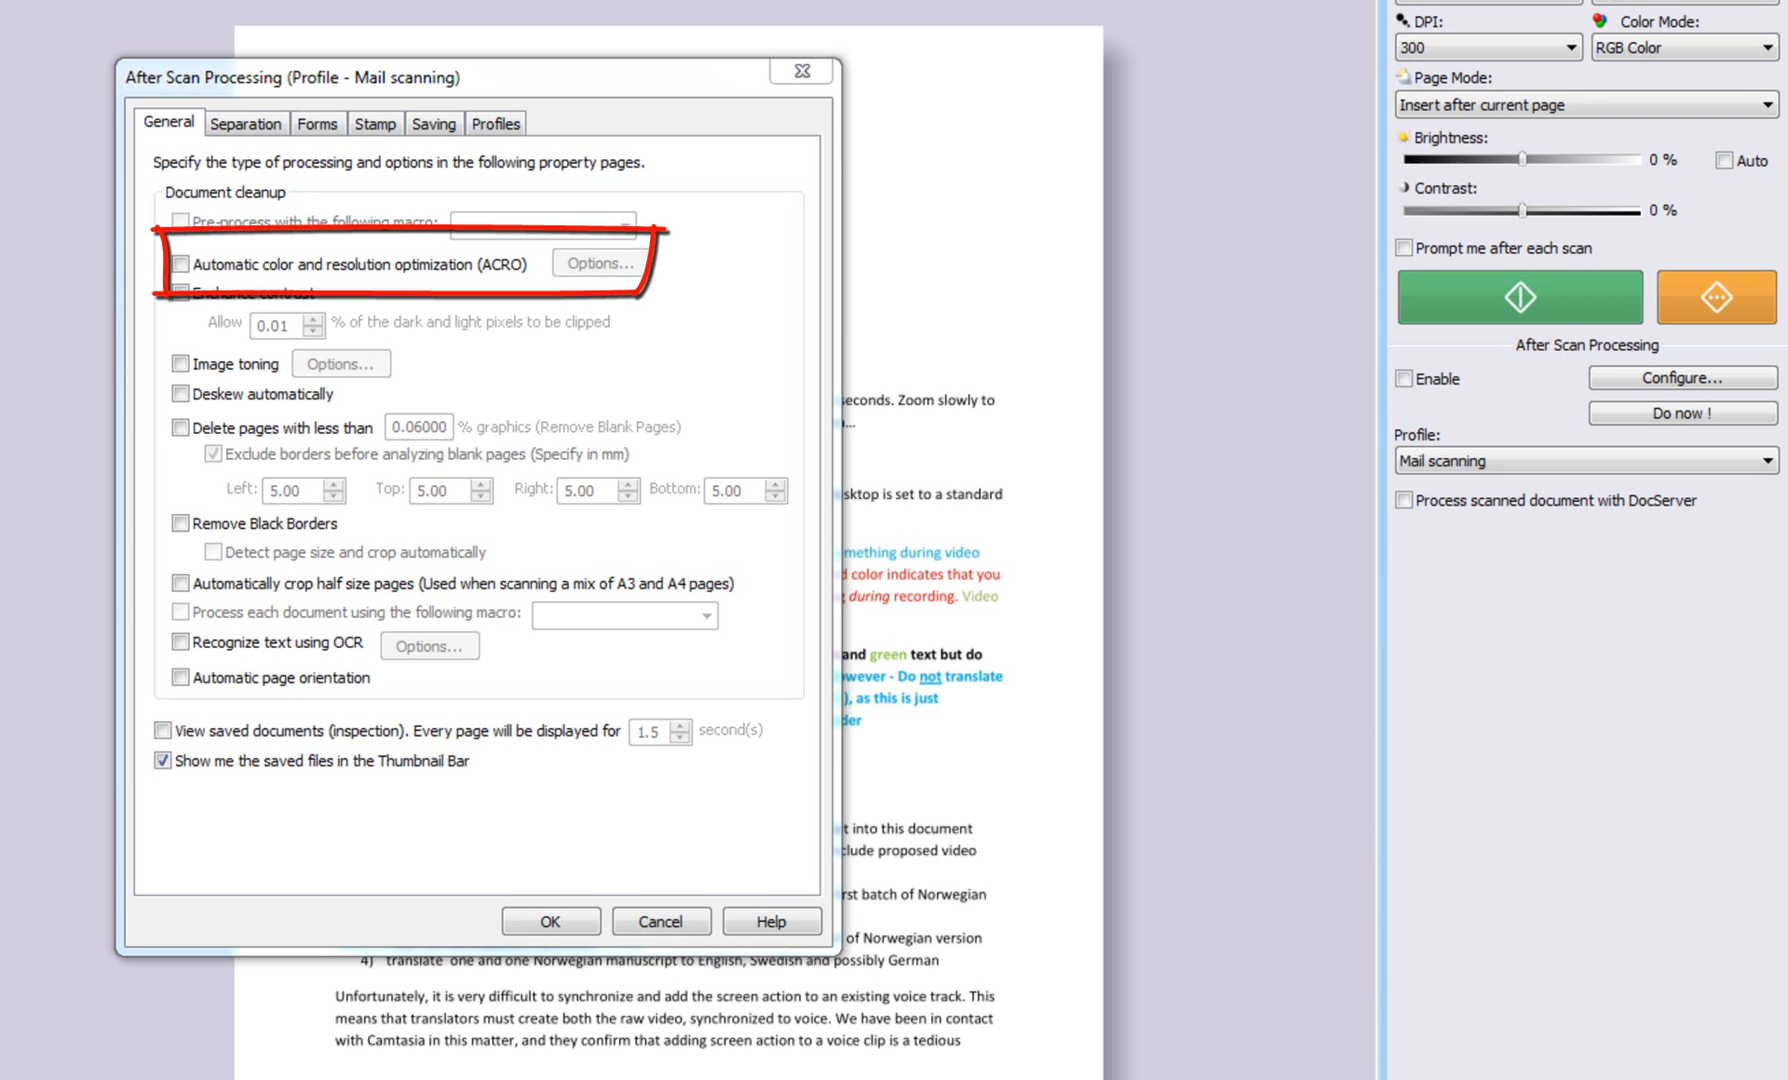 After Scan Processing (Profile - Mail scanning)
General
Separation
Forms
Stamp
Saving
Profiles
Specify the type of processing and options in the following property pages.
Document cleanup
Pre-process with the following macro:
Automatic color and resolution optimization (ACRO)
Options...
Enchance contrast
Allow 0.01 % of the dark and light pixels to be clipped
Image toning
Options...
Deskew automatically
Delete pages with less than 0.06000 % graphics (Remove Blank Pages)
Exclude borders before analyzing blank pages (Specify in mm)
Left: 5.00 Top: 5.00 Right: 5.00 Bottom: 5.00
Remove Black Borders
Detect page size and crop automatically
Automatically crop half size pages (Used when scanning a mix of A3 and A4 pages)
Process each document using the following macro:
Recognize text using OCR
Options...
Automatic page orientation
View saved documents (inspection). Every page will be displayed for 1.5 second(s)
Show me the saved files in the Thumbnail Bar
OK
Cancel
Help
seconds. Zoom slowly to
...
sktop is set to a standard
mething during video
d color indicates that you
during recording. Video
and green text but do
wever - Do not translate
), as this is just
der
t into this document
clude proposed video
rst batch of Norwegian
of Norwegian version
4) translate one and one Norwegian manuscript to English, Swedish and possibly German
Unfortunately, it is very difficult to synchronize and add the screen action to an existing voice track. This
means that translators must create both the raw video, synchronized to voice. We have been in contact
with Camtasia in this matter, and they confirm that adding screen action to a voice clip is a tedious
DPI:
Color Mode:
300
RGB Color
Page Mode:
Insert after current page
Brightness:
0 %
Auto
Contrast:
0 %
Prompt me after each scan
After Scan Processing
Enable
Configure...
Do now !
Profile:
Mail scanning
Process scanned document with DocServer